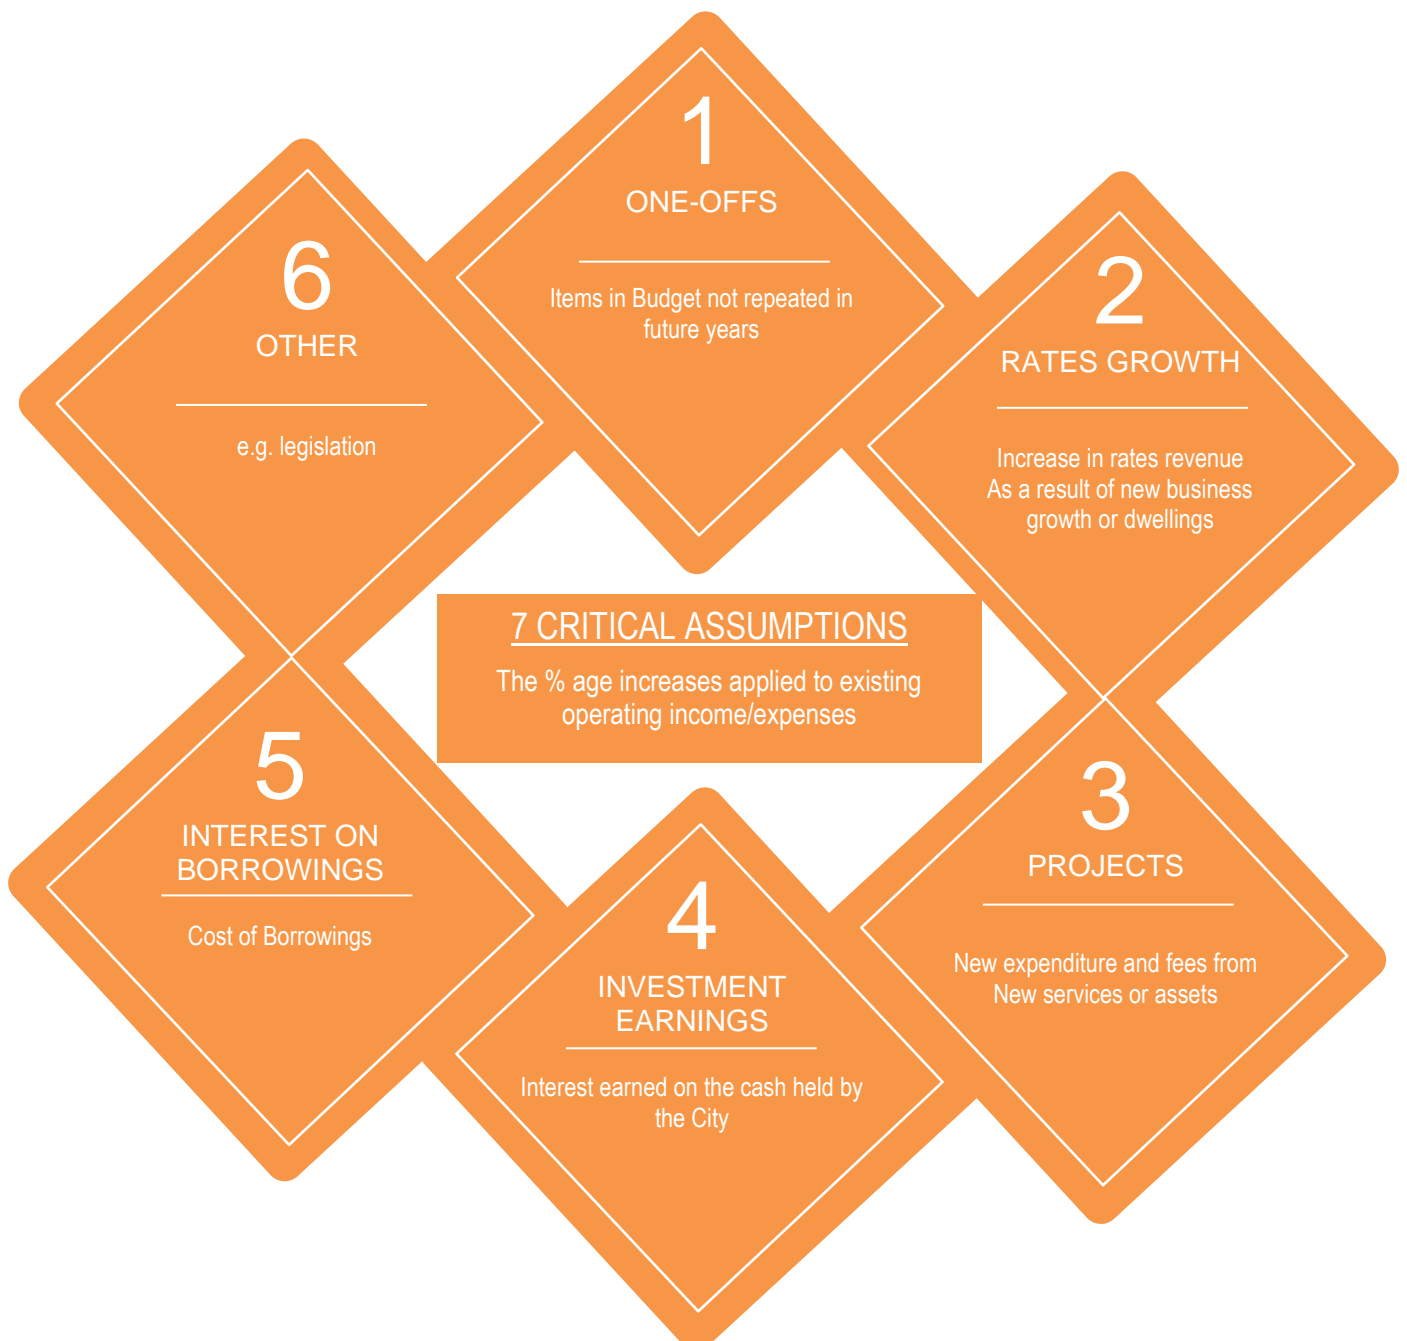 1
ONE-OFFS
Items in Budget not repeated in
future years
2
RATES GROWTH
Increase in rates revenue
As a result of new business
growth or dwellings
3
PROJECTS
New expenditure and fees from
New services or assets
4
INVESTMENT
EARNINGS
Interest earned on the cash held by
the City
5
INTEREST ON
BORROWINGS
Cost of Borrowings
6
OTHER
e.g. legislation
7 CRITICAL ASSUMPTIONS
The % age increases applied to existing
operating income/expenses